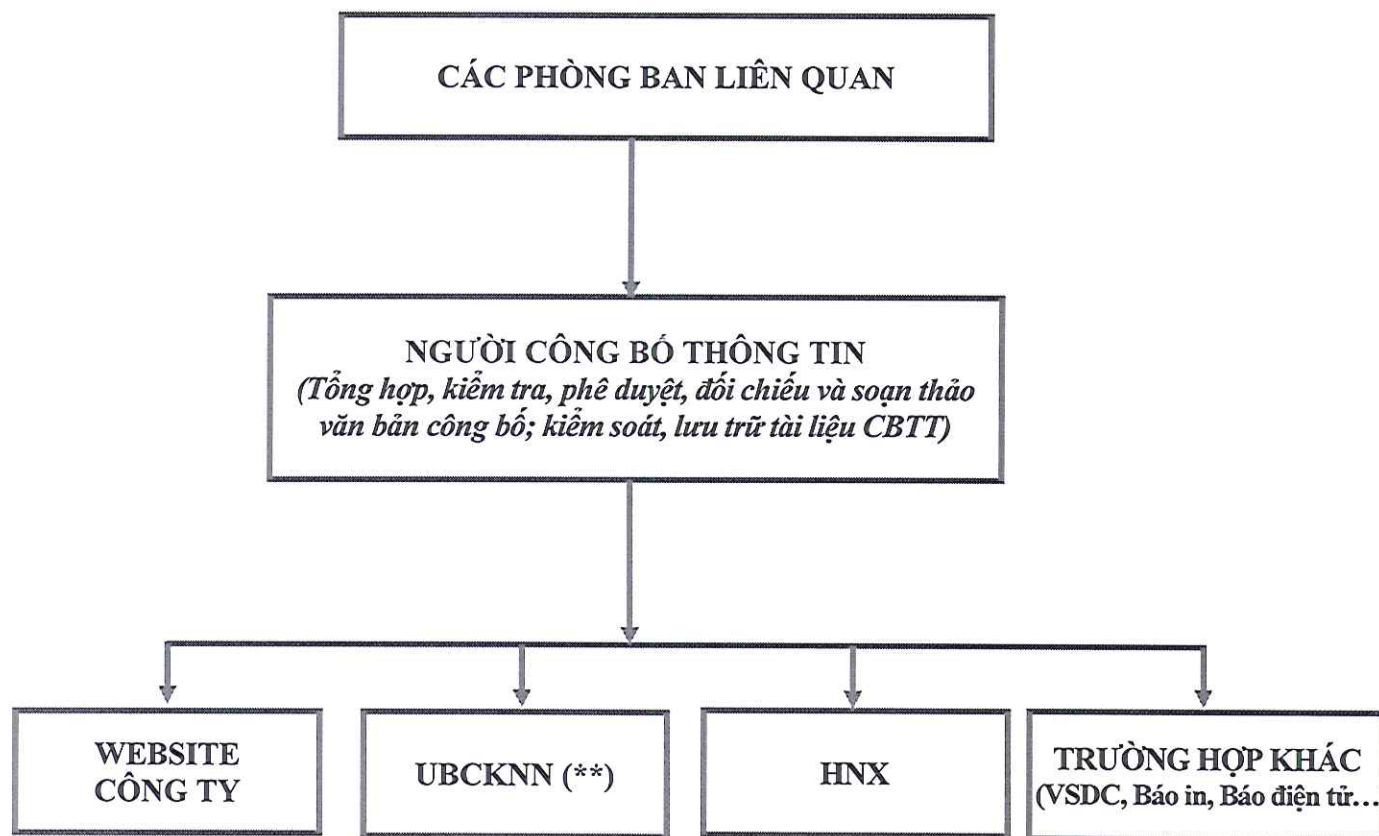 CÁC PHÒNG BAN LIÊN QUAN
NGƯỜI CÔNG BỐ THÔNG TIN
(Tổng hợp, kiểm tra, phê duyệt, đối chiếu và soạn thảo
văn bản công bố; kiểm soát, lưu trữ tài liệu CBTT)
WEBSITE
CÔNG TY
UBCKNN (**)
HNX
TRƯỜNG HỢP KHÁC
(VSDC, Báo in, Báo điện tử...